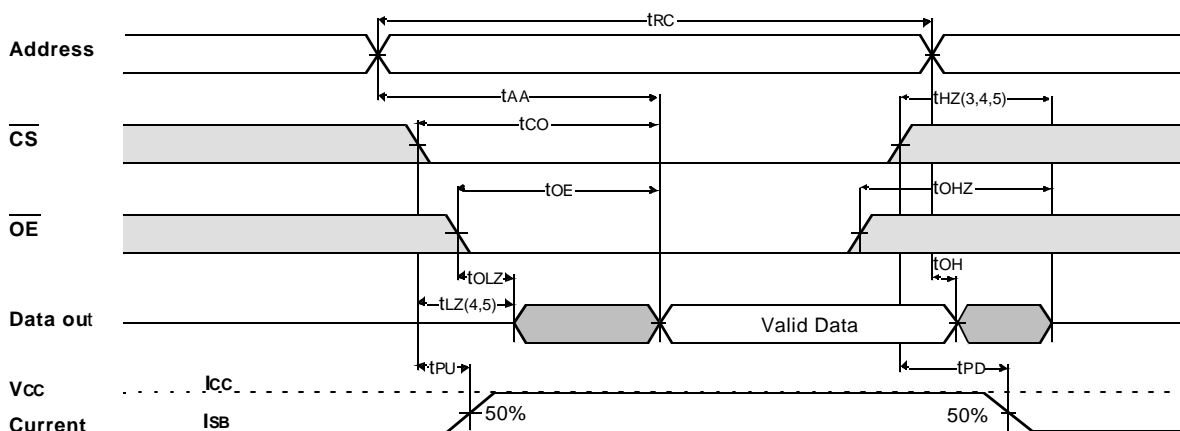 tRC
Address
tAA
tHZ(3,4,5)
tCO
CS
tOE
tOHZ
OE
tOH
tOLZ
tLZ(4,5)
Data out
Valid Data
tPU
tPD
VCC
ICC
50%
50%
Current
ISB